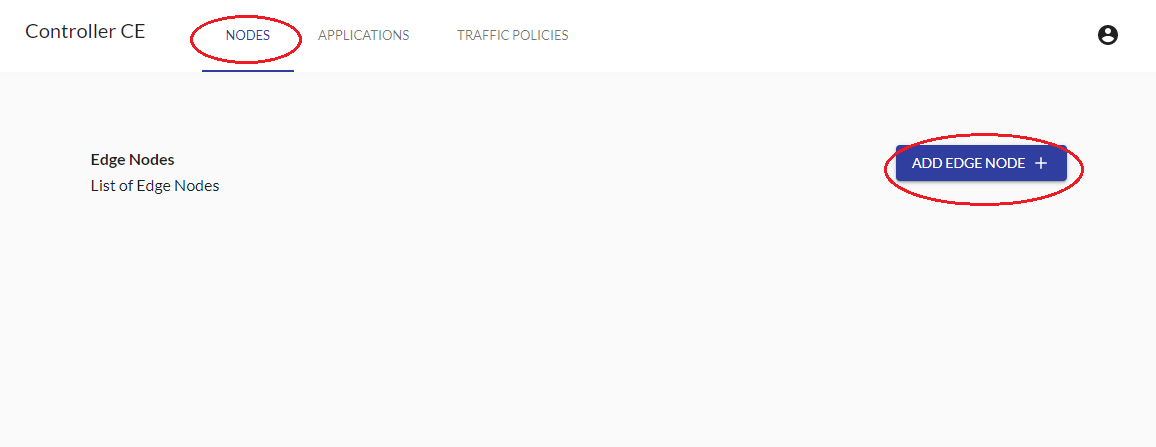 Controller CE
NODES
APPLICATIONS
TRAFFIC POLICIES
Edge Nodes
List of Edge Nodes
ADD EDGE NODE +